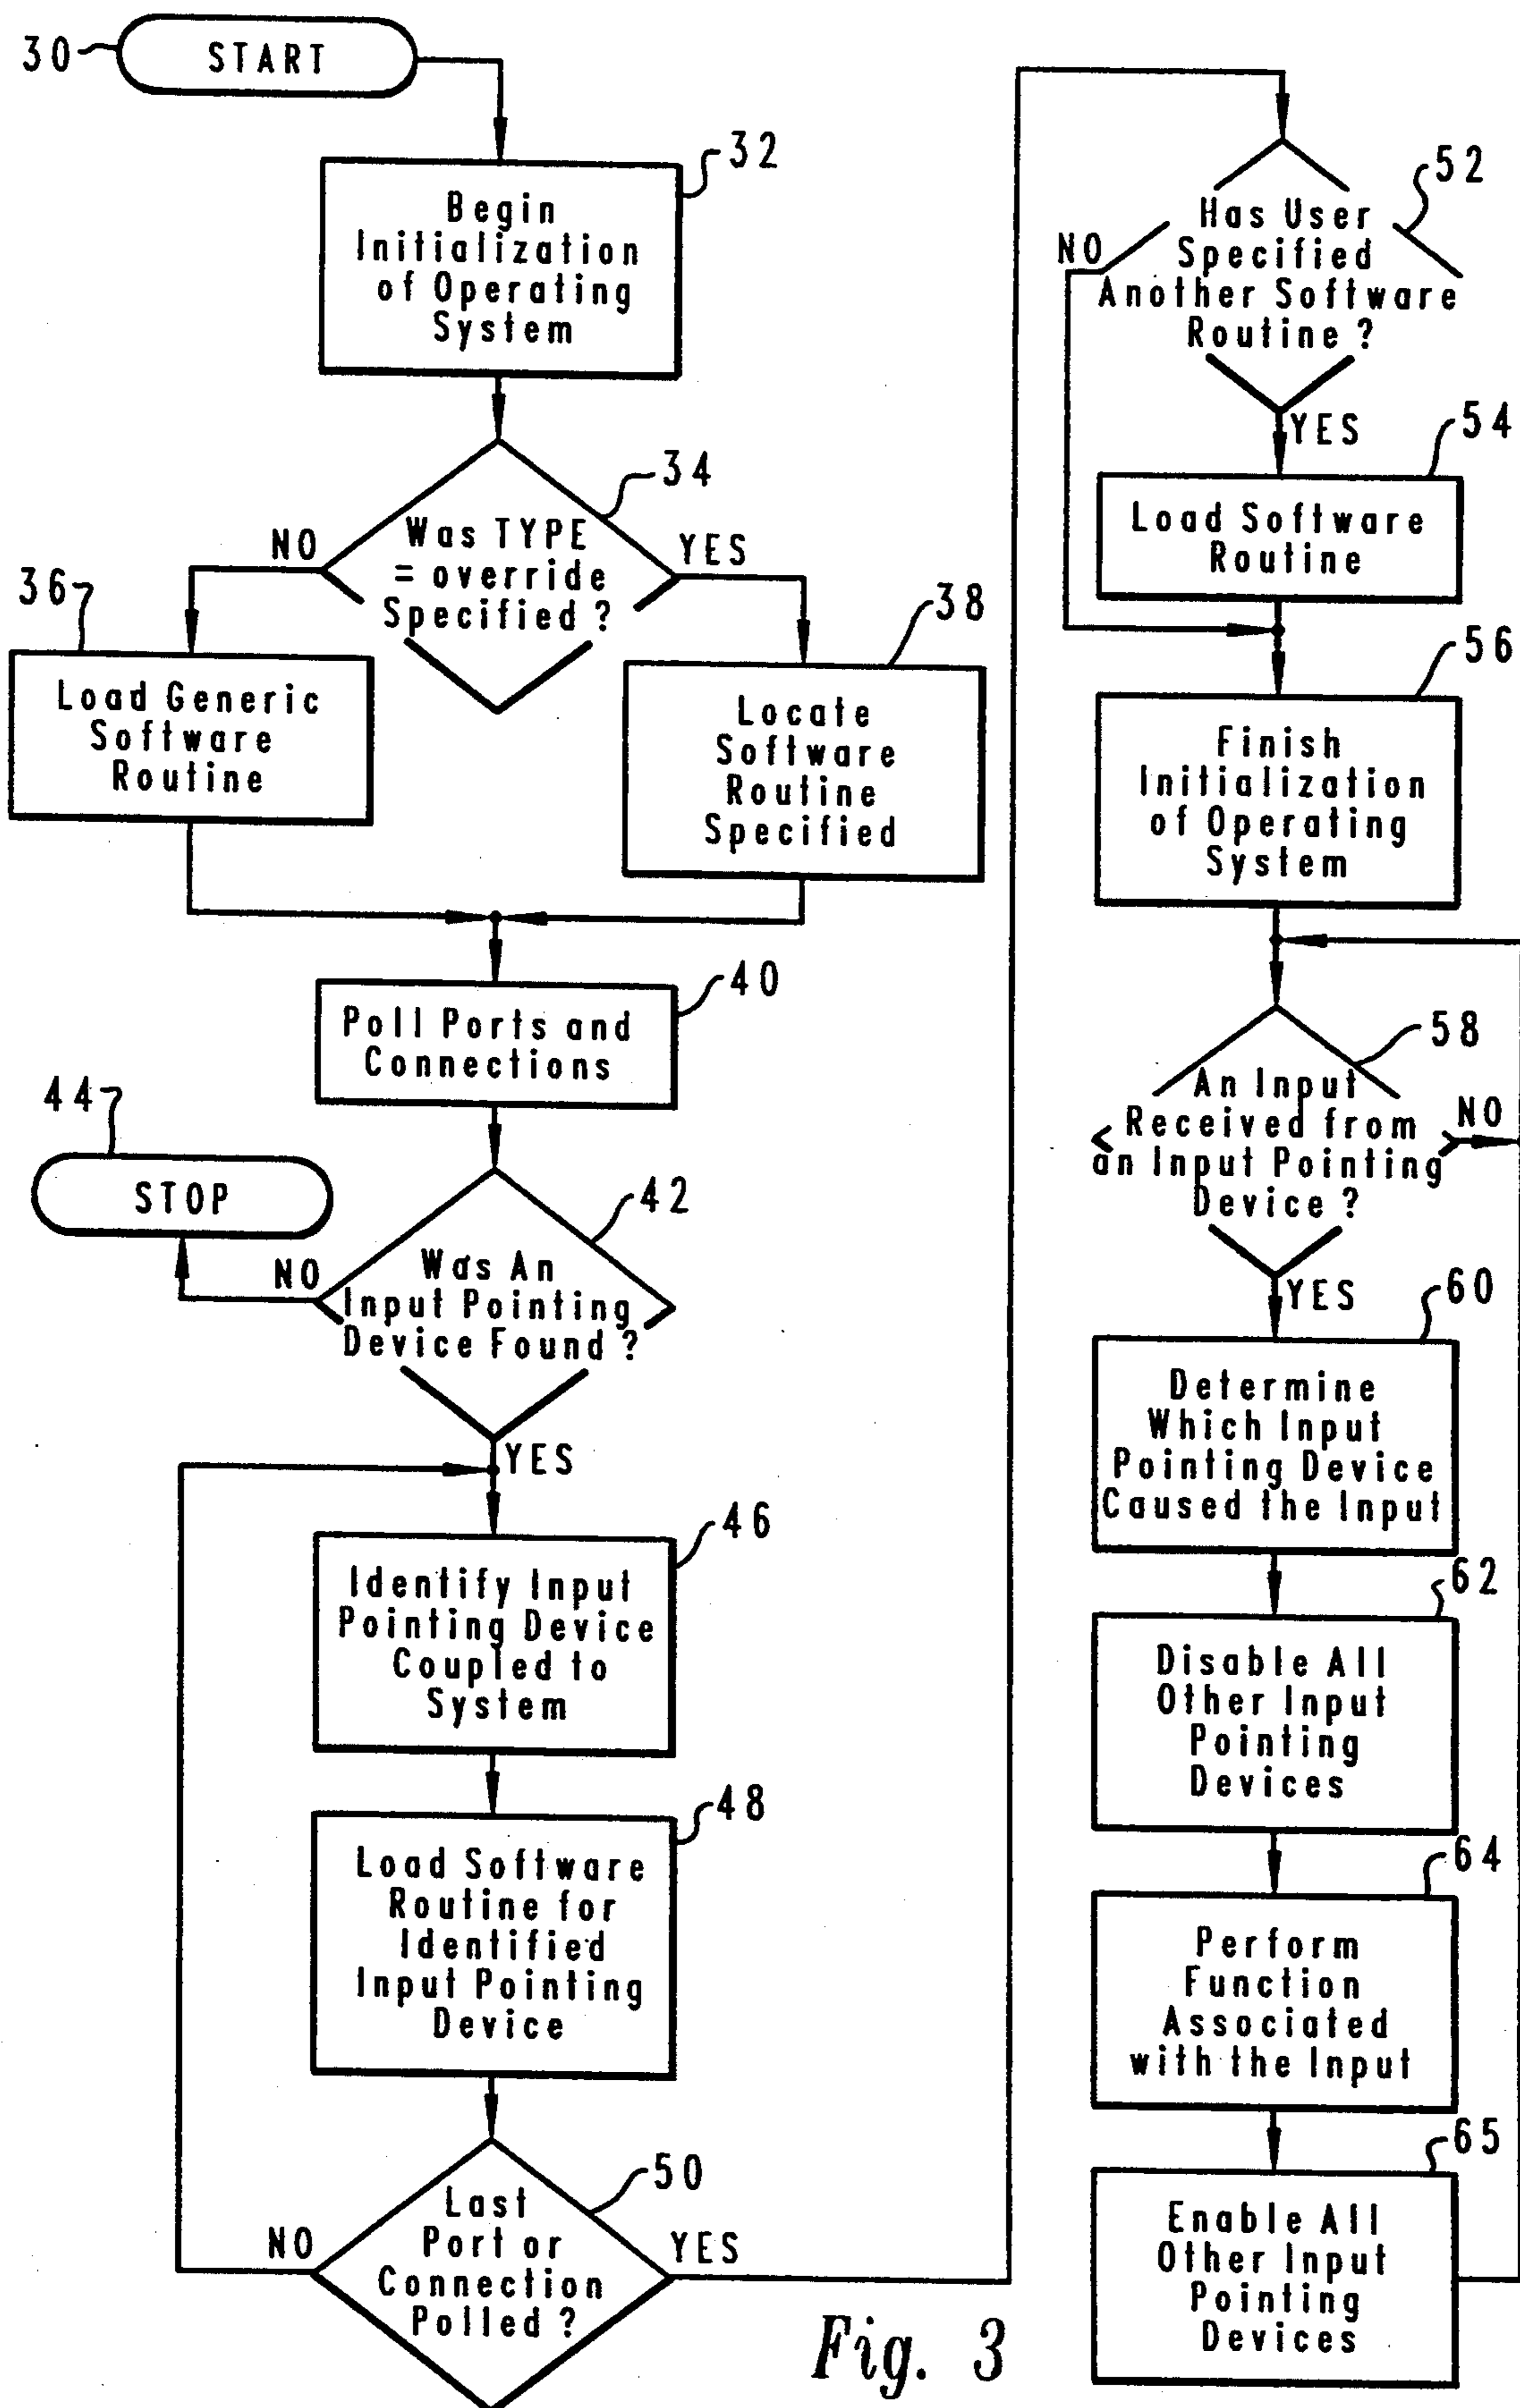 30
START
32
Begin
Initialization
of Operating
System
34
Was TYPE
= override
Specified ?
NO
YES
36
Load Generic
Software
Routine
38
Locate
Software
Routine
Specified
40
Poll Ports and
Connections
44
STOP
42
Was An
Input Pointing
Device Found ?
NO
YES
46
Identify Input
Pointing Device
Coupled to
System
48
Load Software
Routine for
Identified
Input Pointing
Device
50
Last
Port or
Connection
Polled ?
NO
YES
52
Has User
Specified
Another Software
Routine ?
NO
YES
54
Load Software
Routine
56
Finish
Initialization
of Operating
System
58
An Input
Received from
an Input Pointing
Device ?
NO
YES
60
Determine
Which Input
Pointing Device
Caused the Input
62
Disable All
Other Input
Pointing
Devices
64
Perform
Function
Associated
with the Input
65
Enable All
Other Input
Pointing
Devices
Fig. 3